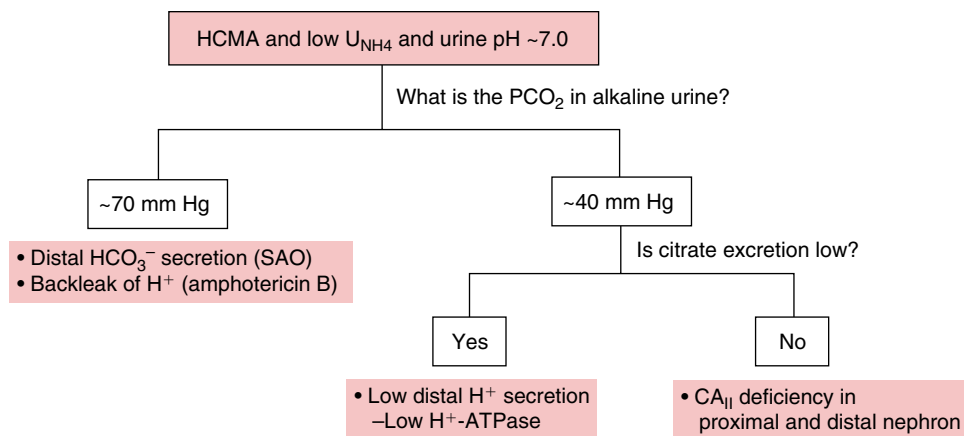 HCMA and low U_NH4 and urine pH ~7.0
What is the PCO₂ in alkaline urine?
~70 mm Hg
~40 mm Hg
• Distal HCO₃⁻ secretion (SAO)
• Backleak of H⁺ (amphotericin B)
Is citrate excretion low?
Yes
No
• Low distal H⁺ secretion
–Low H⁺-ATPase
• CA_II deficiency in
proximal and distal nephron